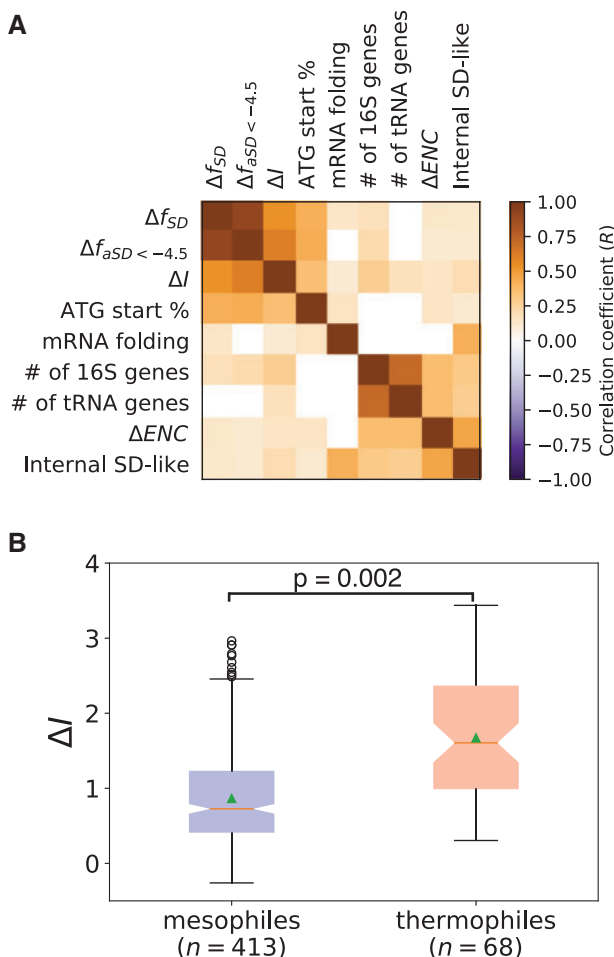 A
Δf_SD
Δf_aSD < −4.5
ΔI
ATG start %
mRNA folding
# of 16S genes
# of tRNA genes
ΔENC
Internal SD-like
Δf_SD
Δf_aSD < −4.5
ΔI
ATG start %
mRNA folding
# of 16S genes
# of tRNA genes
ΔENC
Internal SD-like
1.00
0.75
0.50
0.25
0.00
−0.25
−0.50
−0.75
−1.00
Correlation coefficient (R)
B
p = 0.002
4
3
2
1
0
ΔI
mesophiles
(n = 413)
thermophiles
(n = 68)